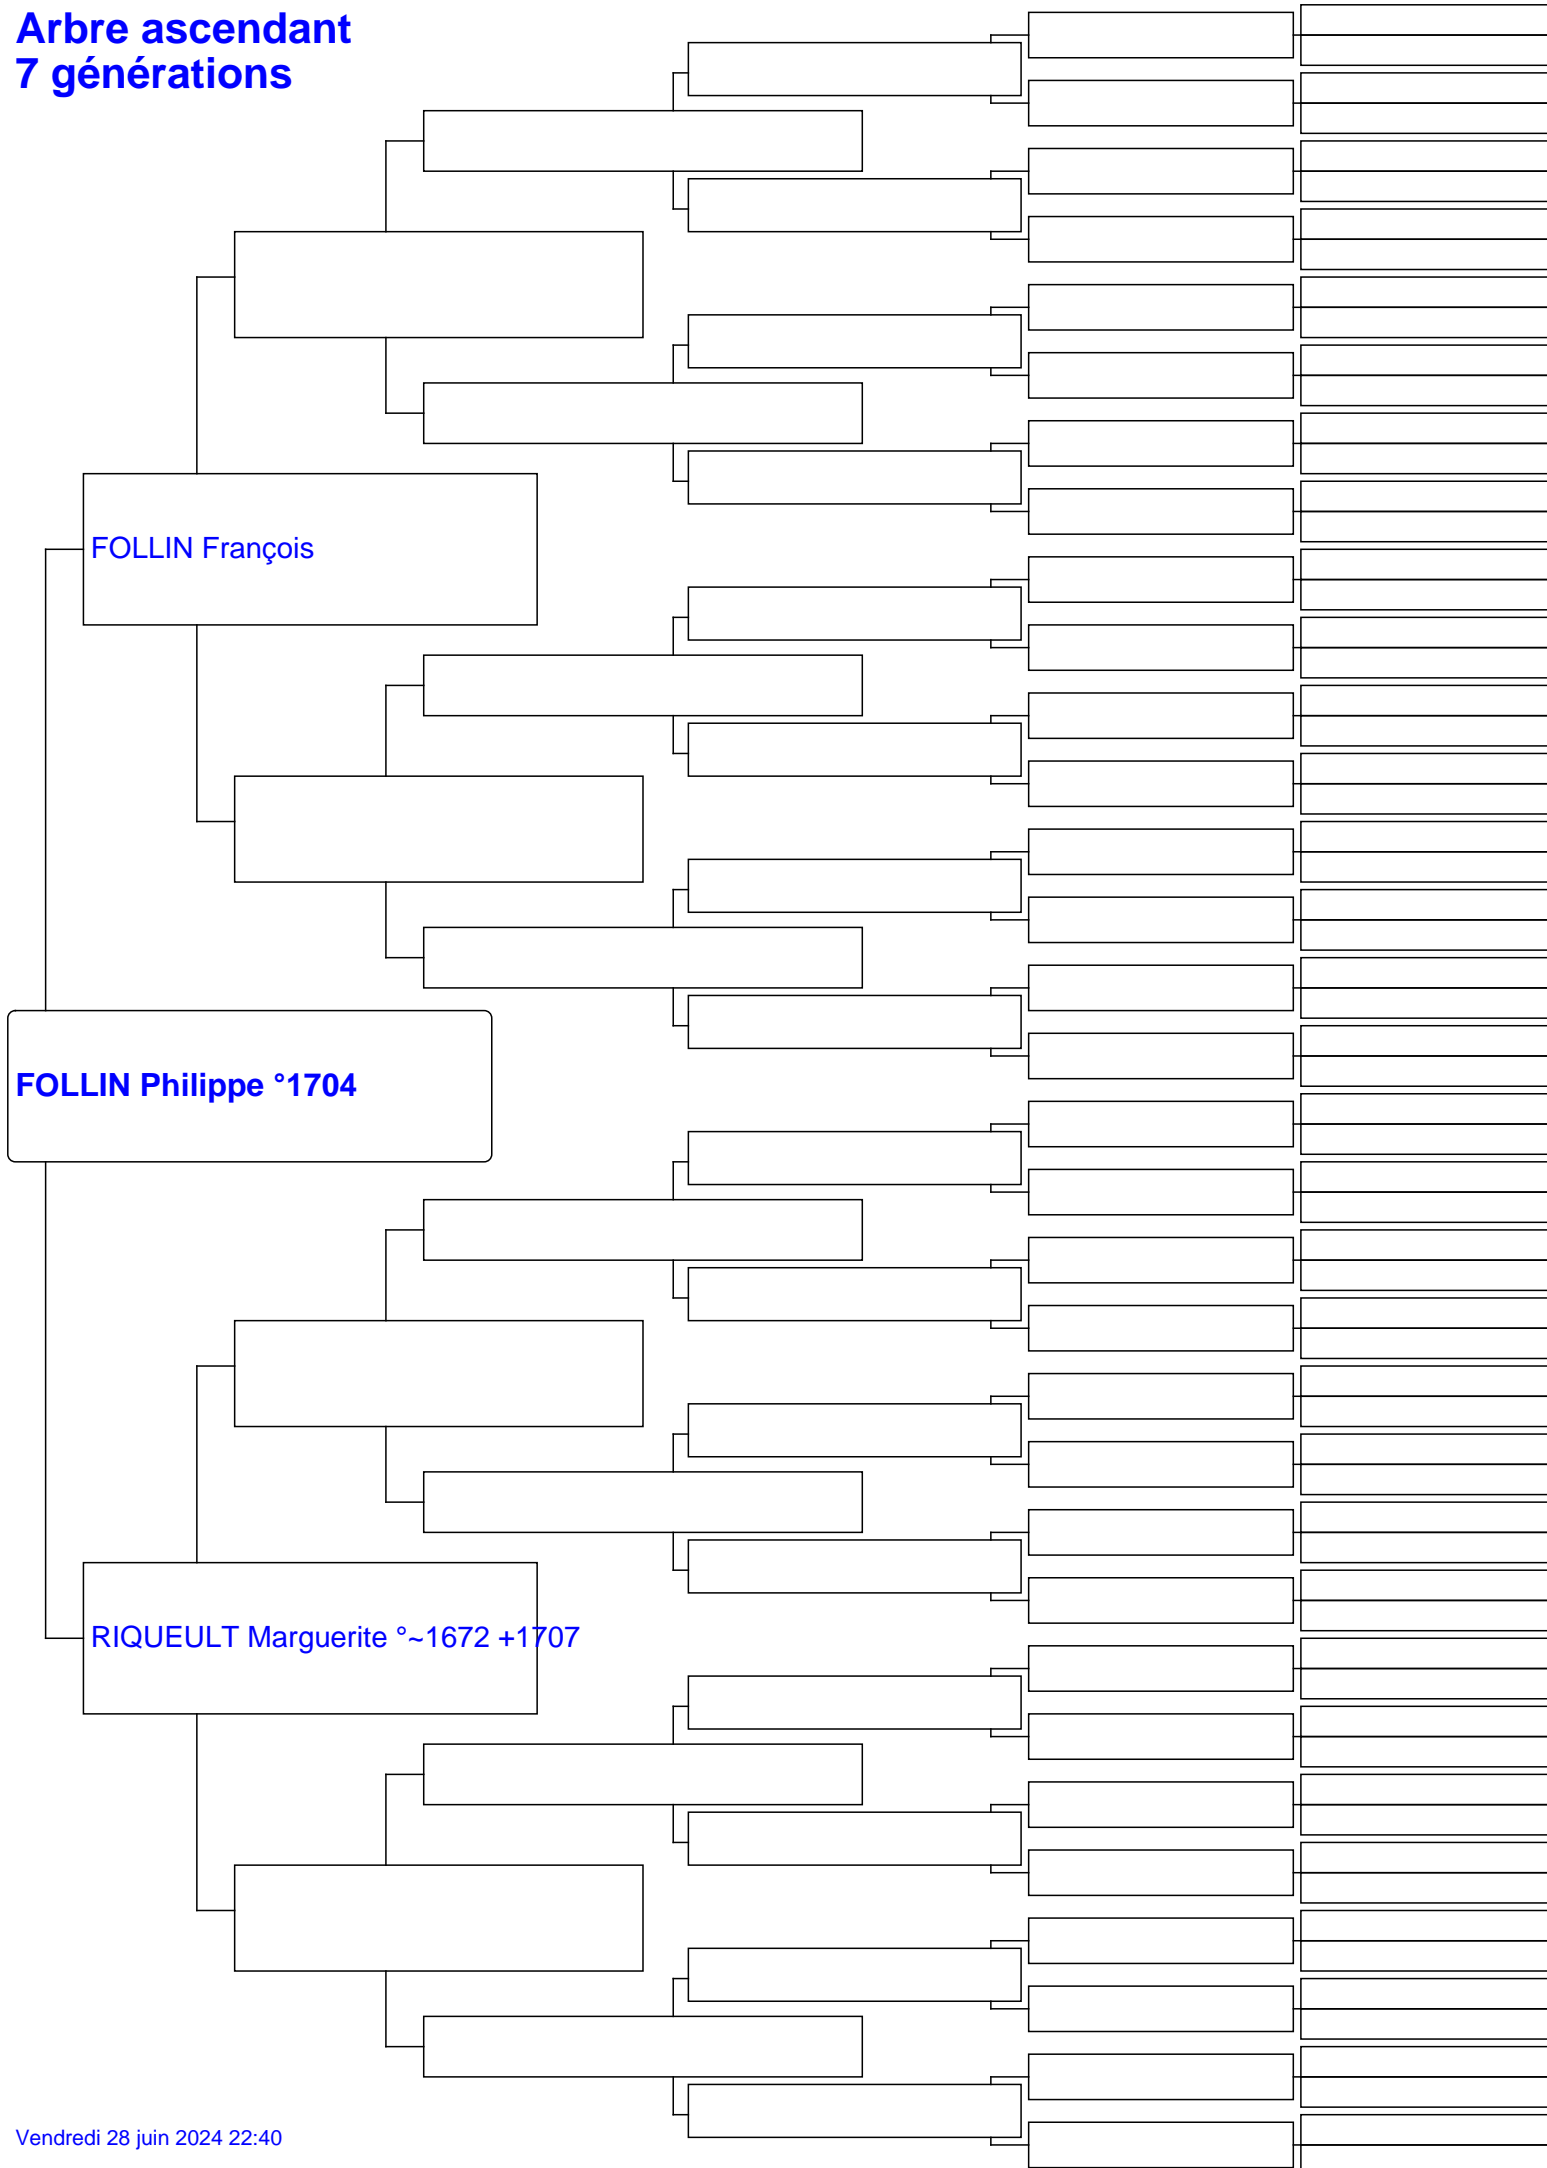 Arbre ascendant
7 générations
FOLLIN François
FOLLIN Philippe °1704
RIQUEULT Marguerite °~1672 +1707
Vendredi 28 juin 2024 22:40